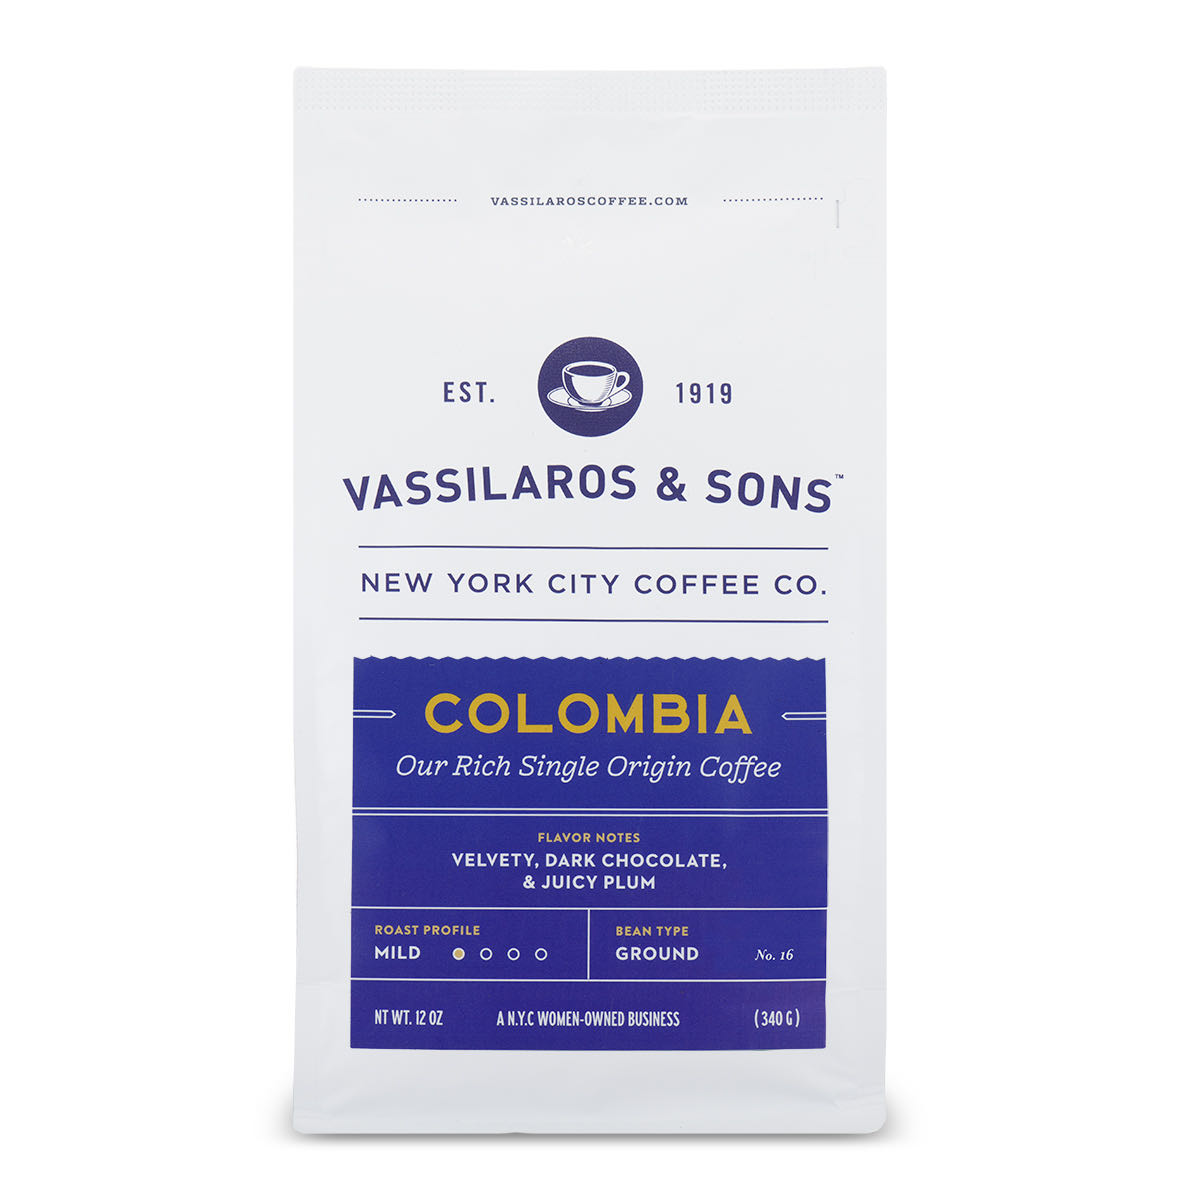 VASSILAROSCOFFEE.COM
EST. 1919
VASSILAROS & SONS™
NEW YORK CITY COFFEE CO.
COLOMBIA
Our Rich Single Origin Coffee
FLAVOR NOTES
VELVETY, DARK CHOCOLATE,
& JUICY PLUM
ROAST PROFILE
MILD
BEAN TYPE
GROUND No. 16
NT WT. 12 OZ A N.Y.C WOMEN-OWNED BUSINESS (340 G)